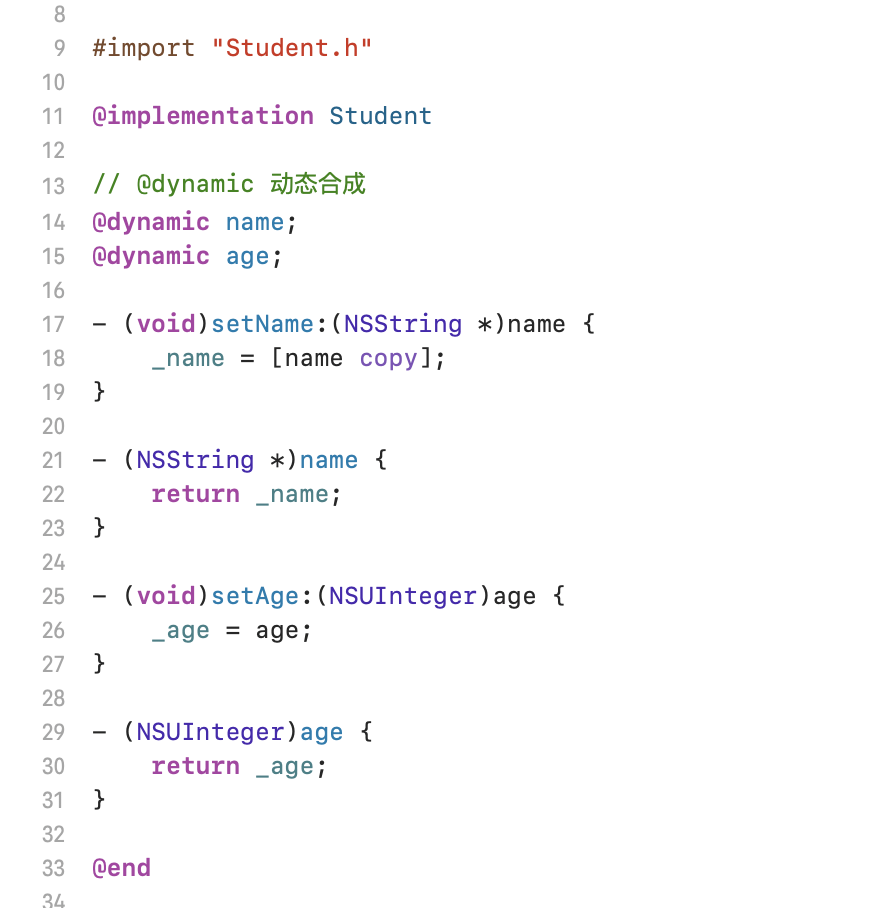 8
9 #import "Student.h"
10
11 @implementation Student
12
13 // @dynamic 动态合成
14 @dynamic name;
15 @dynamic age;
16
17 - (void)setName:(NSString *)name {
18     _name = [name copy];
19 }
20
21 - (NSString *)name {
22     return _name;
23 }
24
25 - (void)setAge:(NSUInteger)age {
26     _age = age;
27 }
28
29 - (NSUInteger)age {
30     return _age;
31 }
32
33 @end
34